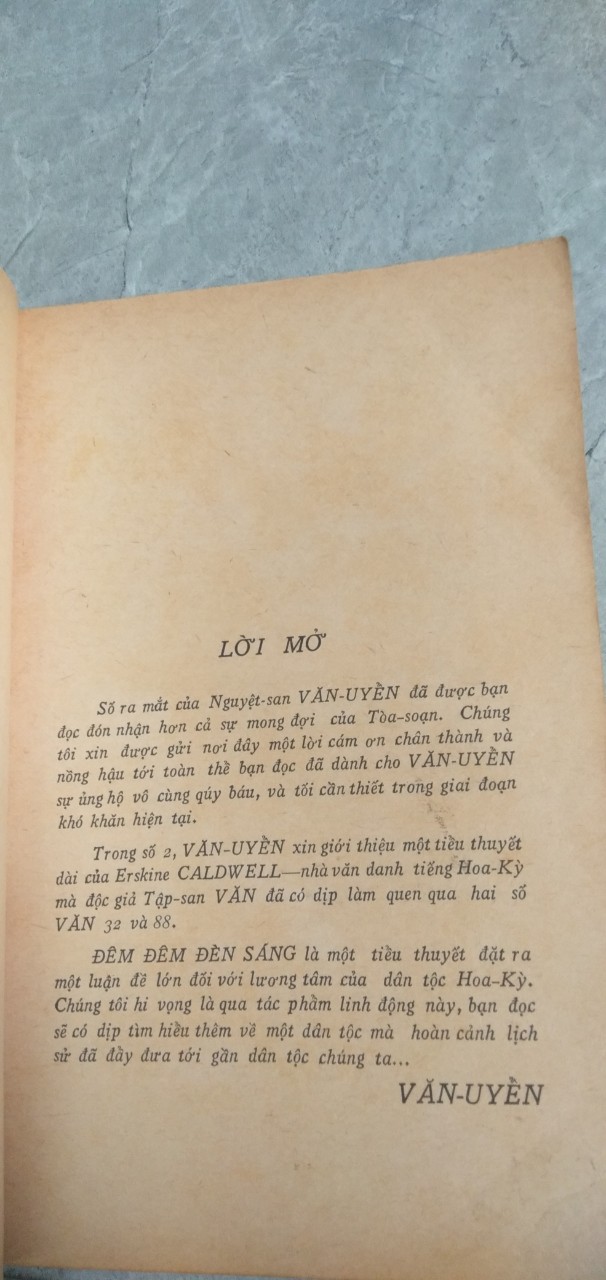 LỜI MỞ
Số ra mắt của Nguyệt-san VĂN-UYỂN đã được bạn
đọc đón nhận hơn cả sự mong đợi của Tòa-soạn. Chúng
tôi xin được gửi nơi đây một lời cám ơn chân thành và
nồng hậu tới toàn thể bạn đọc đã dành cho VĂN-UYỂN
sự ủng hộ vô cùng qúy báu, và tối cần thiết trong giai đoạn
khó khăn hiện tại.
Trong số 2, VĂN-UYỂN xin giới thiệu một tiểu thuyết
dài của Erskine CALDWELL—nhà văn danh tiếng Hoa-Kỳ
mà độc giả Tập-san VĂN đã có dịp làm quen qua hai số
VĂN 32 và 88.
ĐÊM ĐÊM ĐÈN SÁNG là một tiểu thuyết đặt ra
một luận đề lớn đối với lương tâm của dân tộc Hoa-Kỳ.
Chúng tôi hi vọng là qua tác phẩm linh động này, bạn đọc
sẽ có dịp tìm hiểu thêm về một dân tộc mà hoàn cảnh lịch
sử đã đẩy đưa tới gần dân tộc chúng ta...
VĂN-UYỂN